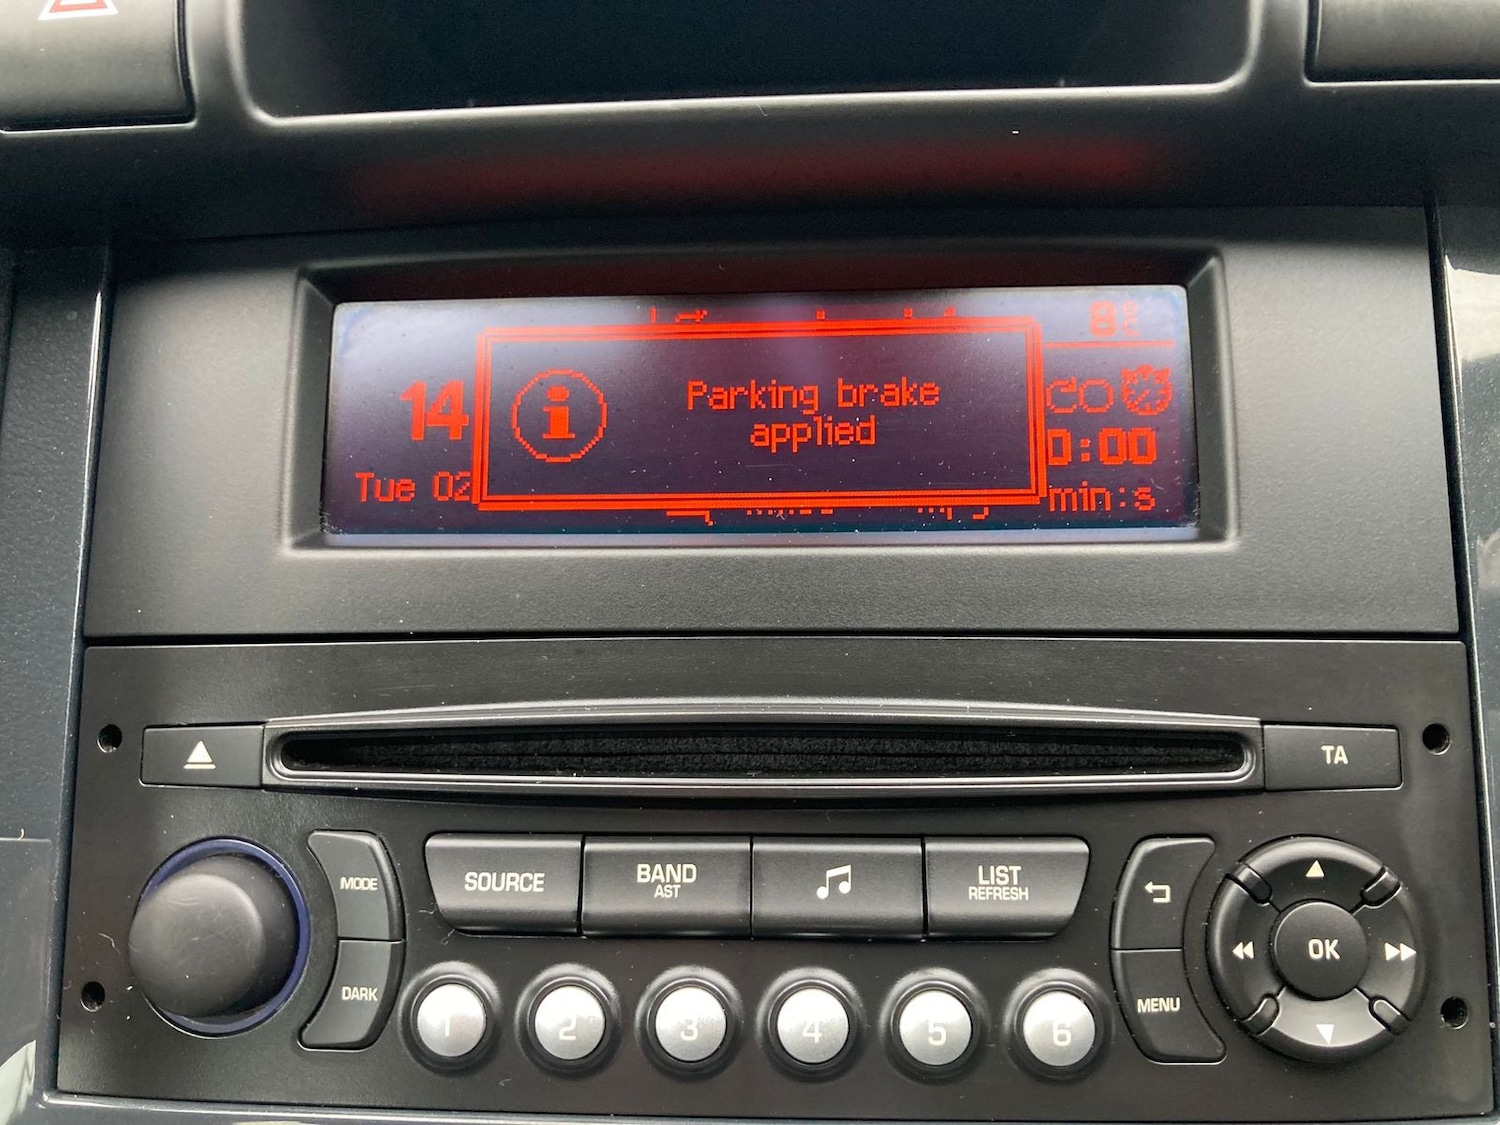 8°C
14
Parking brake
applied
0:00
Tue 02
min:s
TA
SOURCE
BAND
AST
LIST
REFRESH
MODE
DARK
OK
MENU
1 2 3 4 5 6